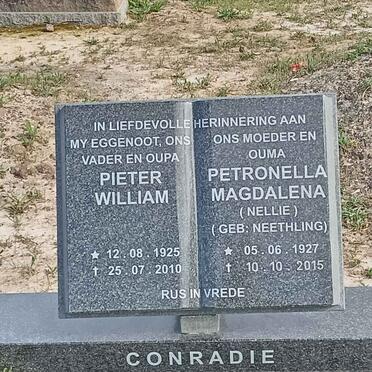 IN LIEFDEVOLLE HERINNERING AAN
MY EGGENOOT, ONS
VADER EN OUPA
PIETER
WILLIAM
★ 12.08.1925
† 25.07.2010
ONS MOEDER EN
OUMA
PETRONELLA
MAGDALENA
(NELLIE)
(GEB: NEETHLING)
★ 05.06.1927
† 10.10.2015
RUS IN VREDE
CONRADIE